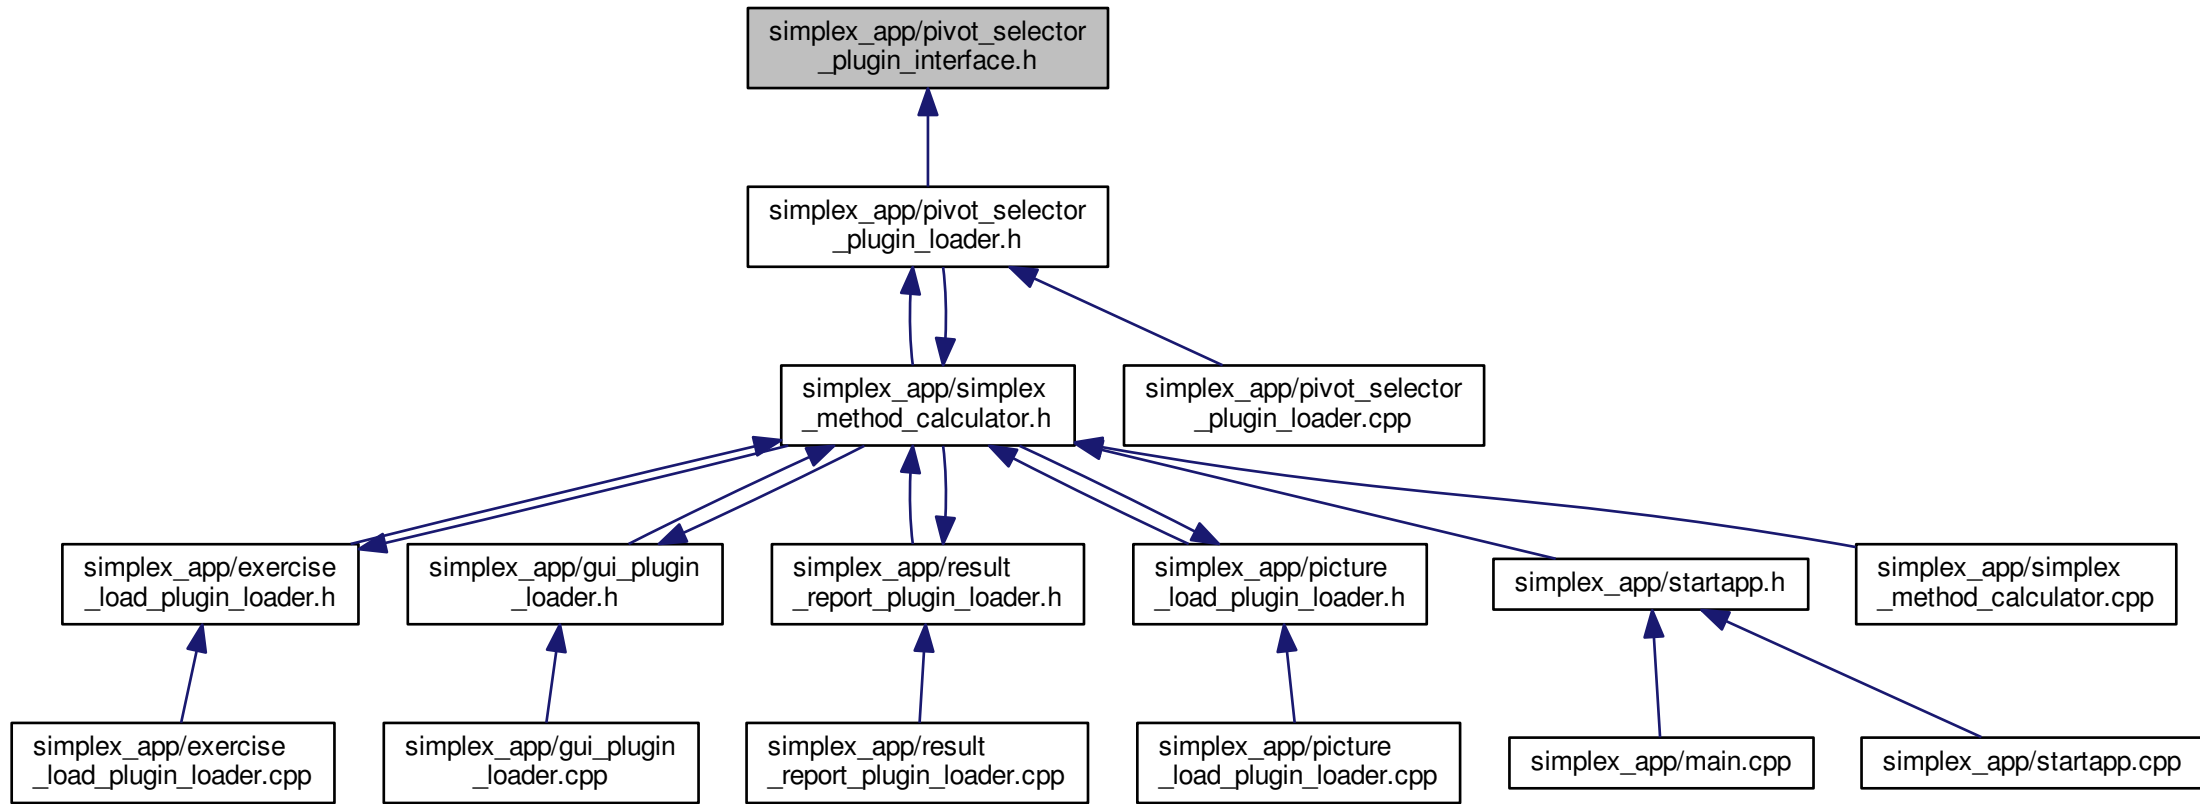 simplex_app/pivot_selector
_plugin_interface.h
simplex_app/pivot_selector
_plugin_loader.h
simplex_app/simplex
_method_calculator.h
simplex_app/pivot_selector
_plugin_loader.cpp
simplex_app/exercise
_load_plugin_loader.h
simplex_app/gui_plugin
_loader.h
simplex_app/result
_report_plugin_loader.h
simplex_app/picture
_load_plugin_loader.h
simplex_app/startapp.h
simplex_app/simplex
_method_calculator.cpp
simplex_app/exercise
_load_plugin_loader.cpp
simplex_app/gui_plugin
_loader.cpp
simplex_app/result
_report_plugin_loader.cpp
simplex_app/picture
_load_plugin_loader.cpp
simplex_app/main.cpp
simplex_app/startapp.cpp